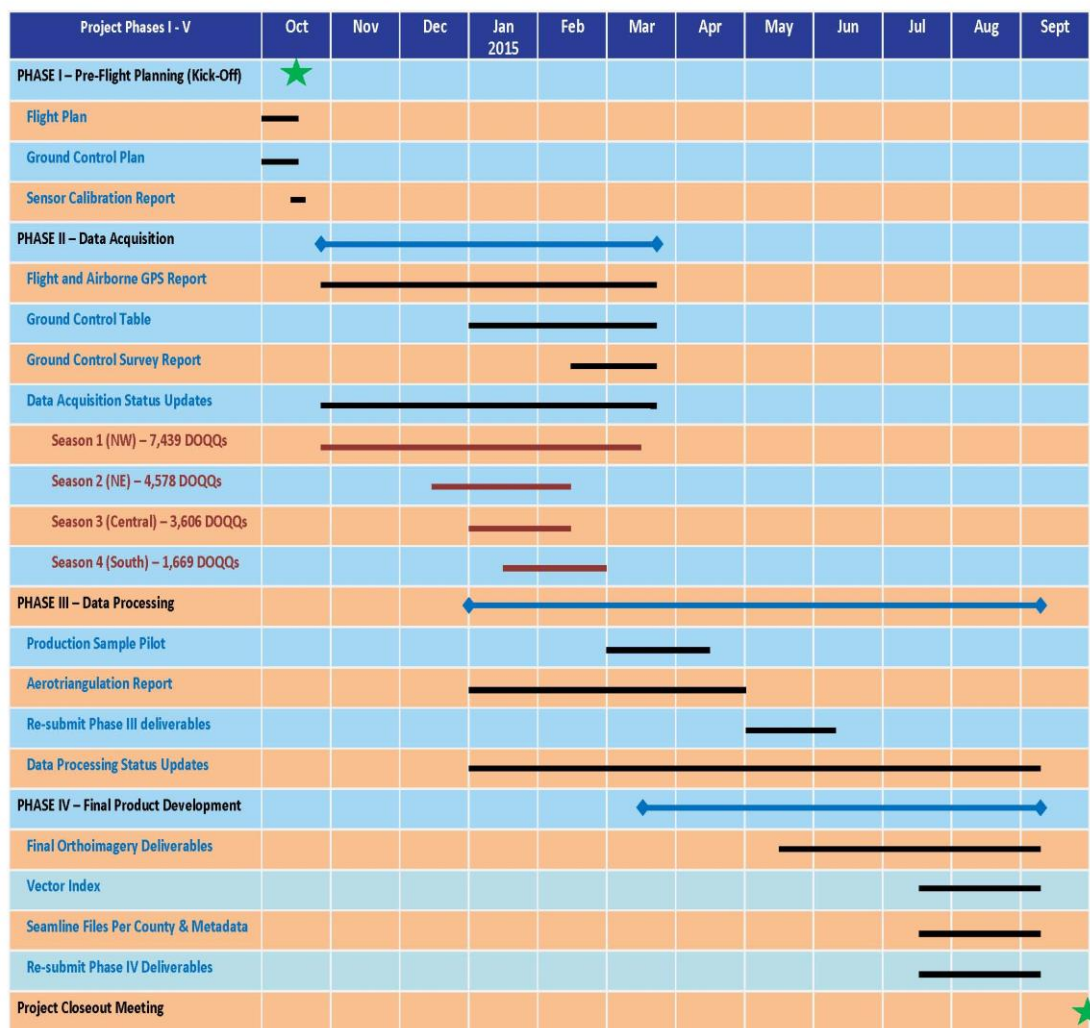 Project Phases I - V Oct Nov Dec Jan Feb Mar Apr May Jun Jul Aug Sept
2015
PHASE I – Pre-Flight Planning (Kick-Off)
Flight Plan
Ground Control Plan
Sensor Calibration Report
PHASE II – Data Acquisition
Flight and Airborne GPS Report
Ground Control Table
Ground Control Survey Report
Data Acquisition Status Updates
Season 1 (NW) – 7,439 DOQQs
Season 2 (NE) – 4,578 DOQQs
Season 3 (Central) – 3,606 DOQQs
Season 4 (South) – 1,669 DOQQs
PHASE III – Data Processing
Production Sample Pilot
Aerotriangulation Report
Re-submit Phase III deliverables
Data Processing Status Updates
PHASE IV – Final Product Development
Final Orthoimagery Deliverables
Vector Index
Seamline Files Per County & Metadata
Re-submit Phase IV Deliverables
Project Closeout Meeting